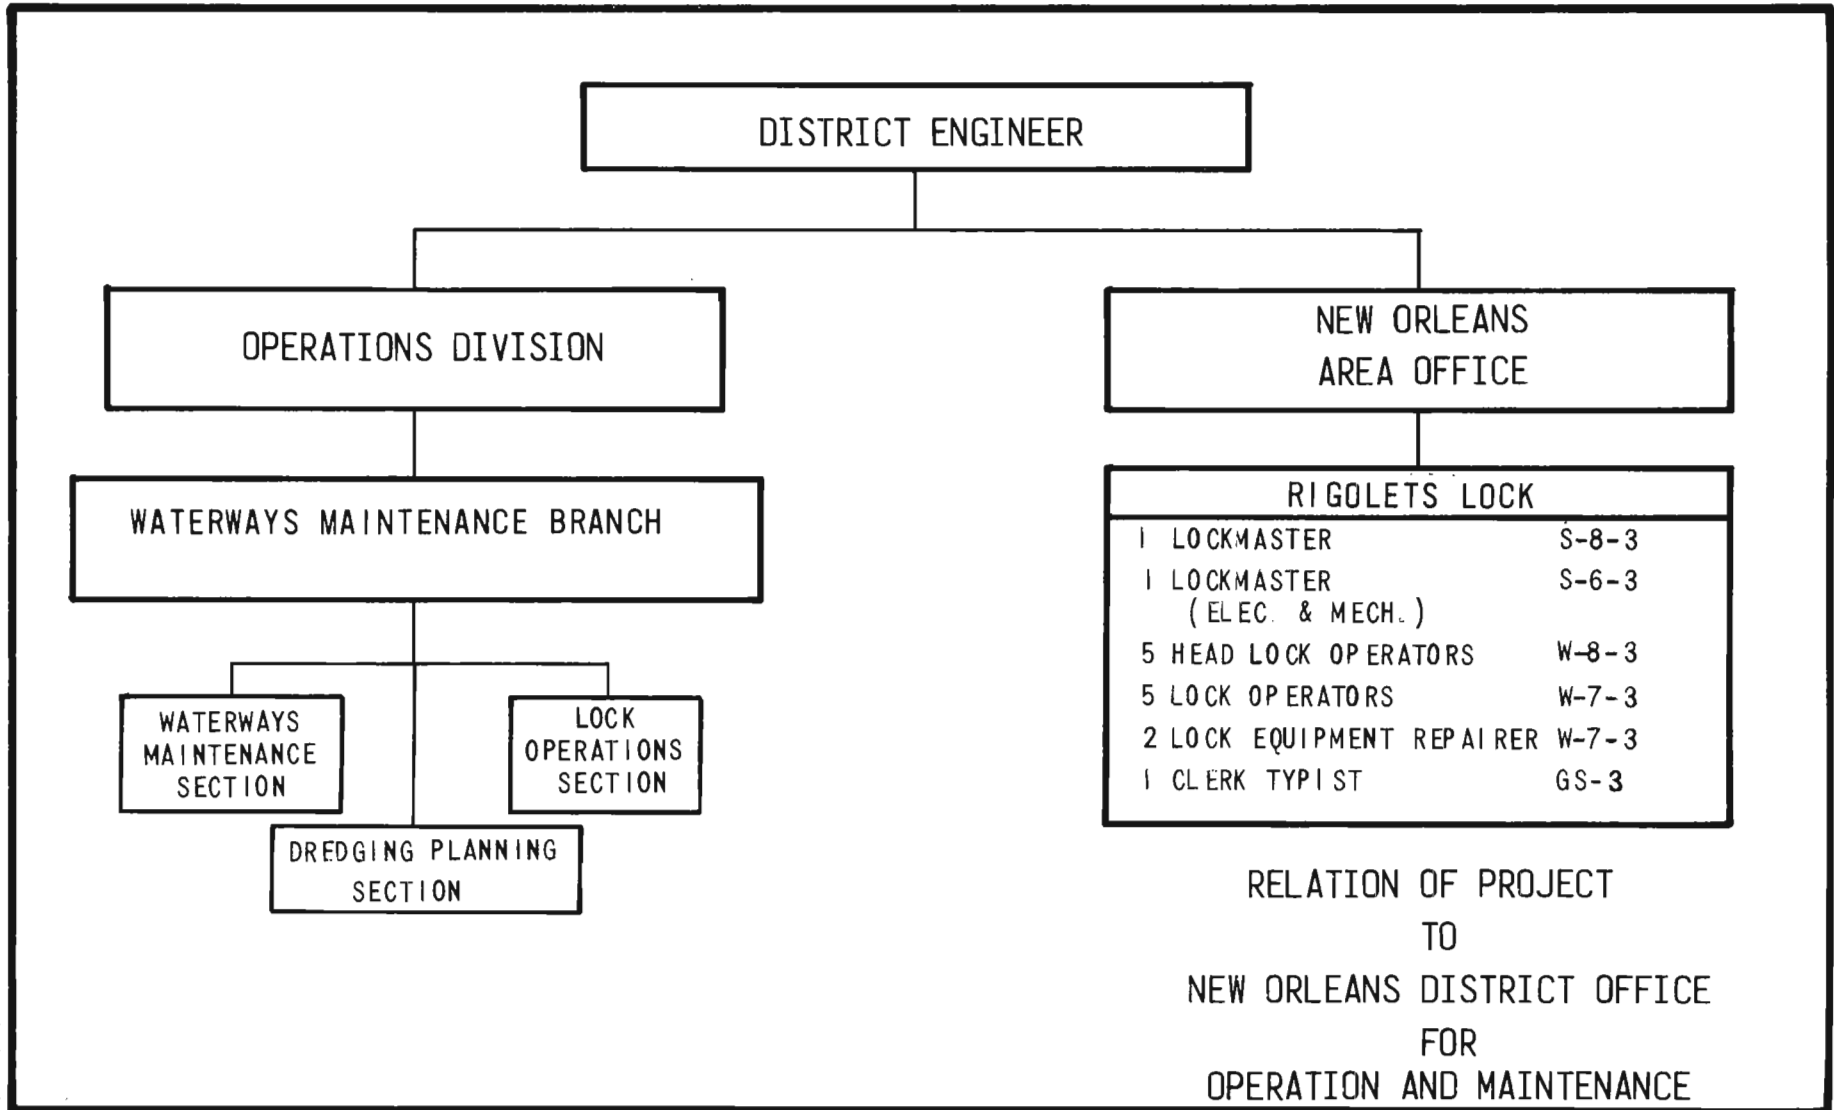 DISTRICT ENGINEER
OPERATIONS DIVISION
NEW ORLEANS
AREA OFFICE
WATERWAYS MAINTENANCE BRANCH
WATERWAYS
MAINTENANCE
SECTION
LOCK
OPERATIONS
SECTION
DREDGING PLANNING
SECTION
RIGOLETS LOCK
1 LOCKMASTER S-8-3
1 LOCKMASTER S-6-3
(ELEC. & MECH.)
5 HEAD LOCK OPERATORS W-8-3
5 LOCK OPERATORS W-7-3
2 LOCK EQUIPMENT REPAIRER W-7-3
1 CLERK TYPIST GS-3
RELATION OF PROJECT
TO
NEW ORLEANS DISTRICT OFFICE
FOR
OPERATION AND MAINTENANCE